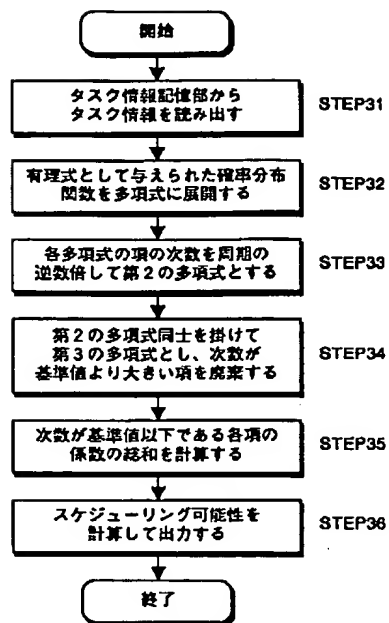 開始
タスク情報記憶部から
タスク情報を読み出す
STEP31
有理式として与えられた確率分布
関数を多項式に展開する
STEP32
各多項式の項の次数を周期の
逆数倍して第2の多項式とする
STEP33
第2の多項式同士を掛けて
第3の多項式とし、次数が
基準値より大きい項を廃棄する
STEP34
次数が基準値以下である各項の
係数の総和を計算する
STEP35
スケジューリング可能性を
計算して出力する
STEP36
終了